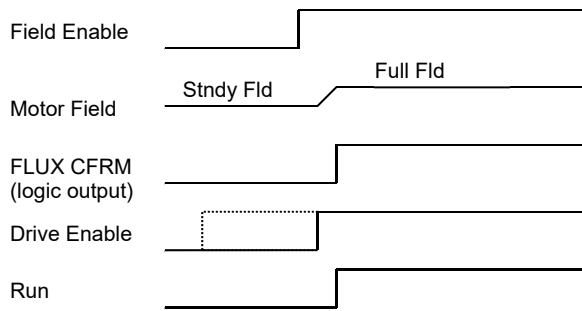 Field Enable
Stndy Fld
Full Fld
Motor Field
FLUX CFRM
(logic output)
Drive Enable
Run